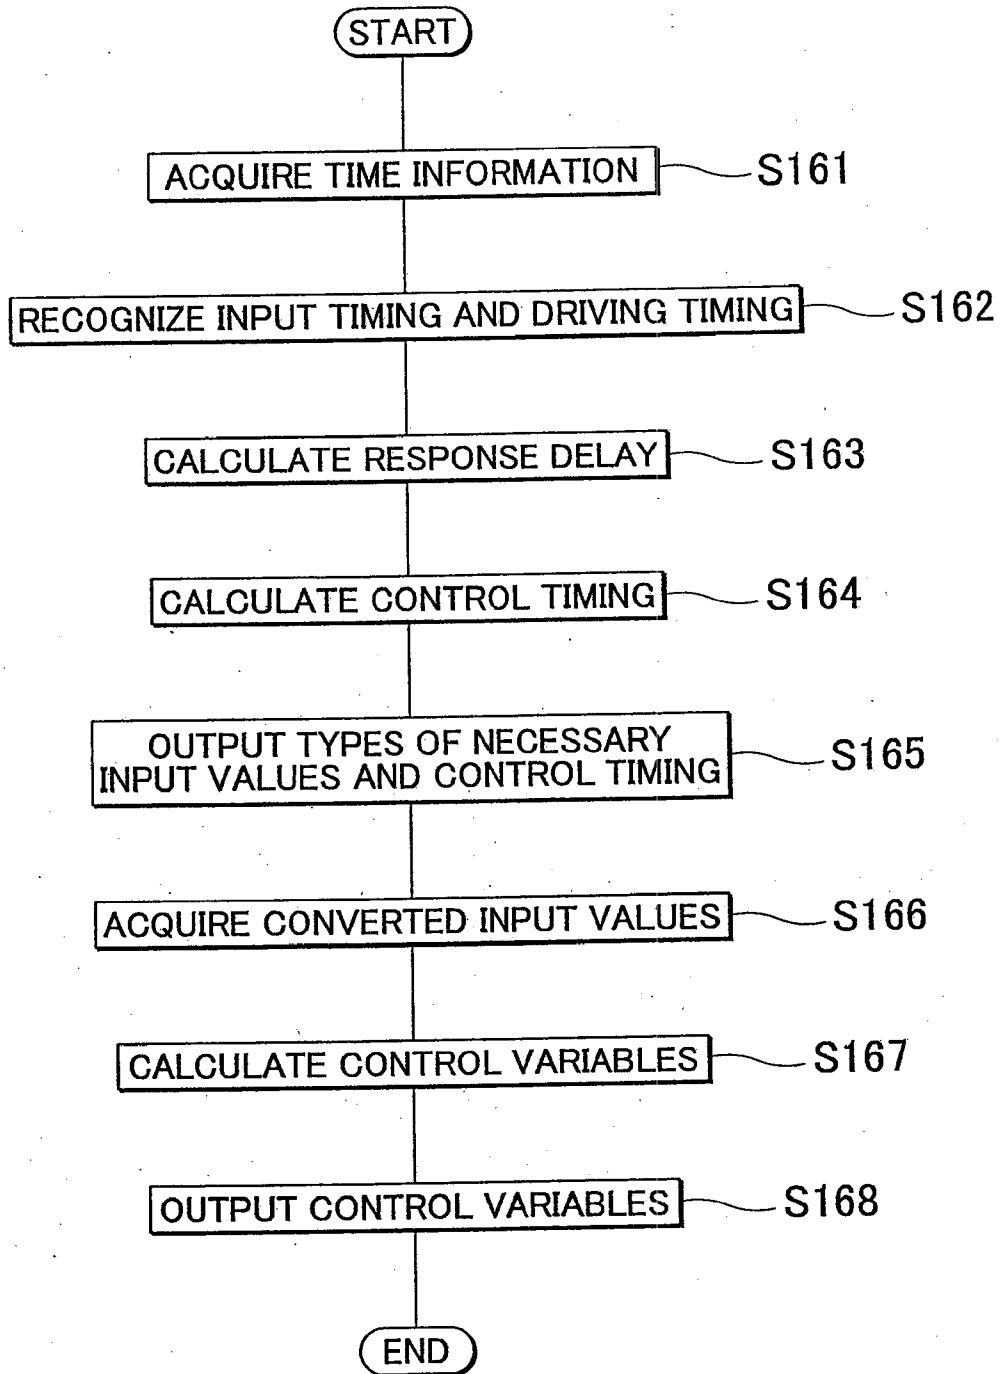 START
ACQUIRE TIME INFORMATION
S161
RECOGNIZE INPUT TIMING AND DRIVING TIMING
S162
CALCULATE RESPONSE DELAY
S163
CALCULATE CONTROL TIMING
S164
OUTPUT TYPES OF NECESSARY
INPUT VALUES AND CONTROL TIMING
S165
ACQUIRE CONVERTED INPUT VALUES
S166
CALCULATE CONTROL VARIABLES
S167
OUTPUT CONTROL VARIABLES
S168
END